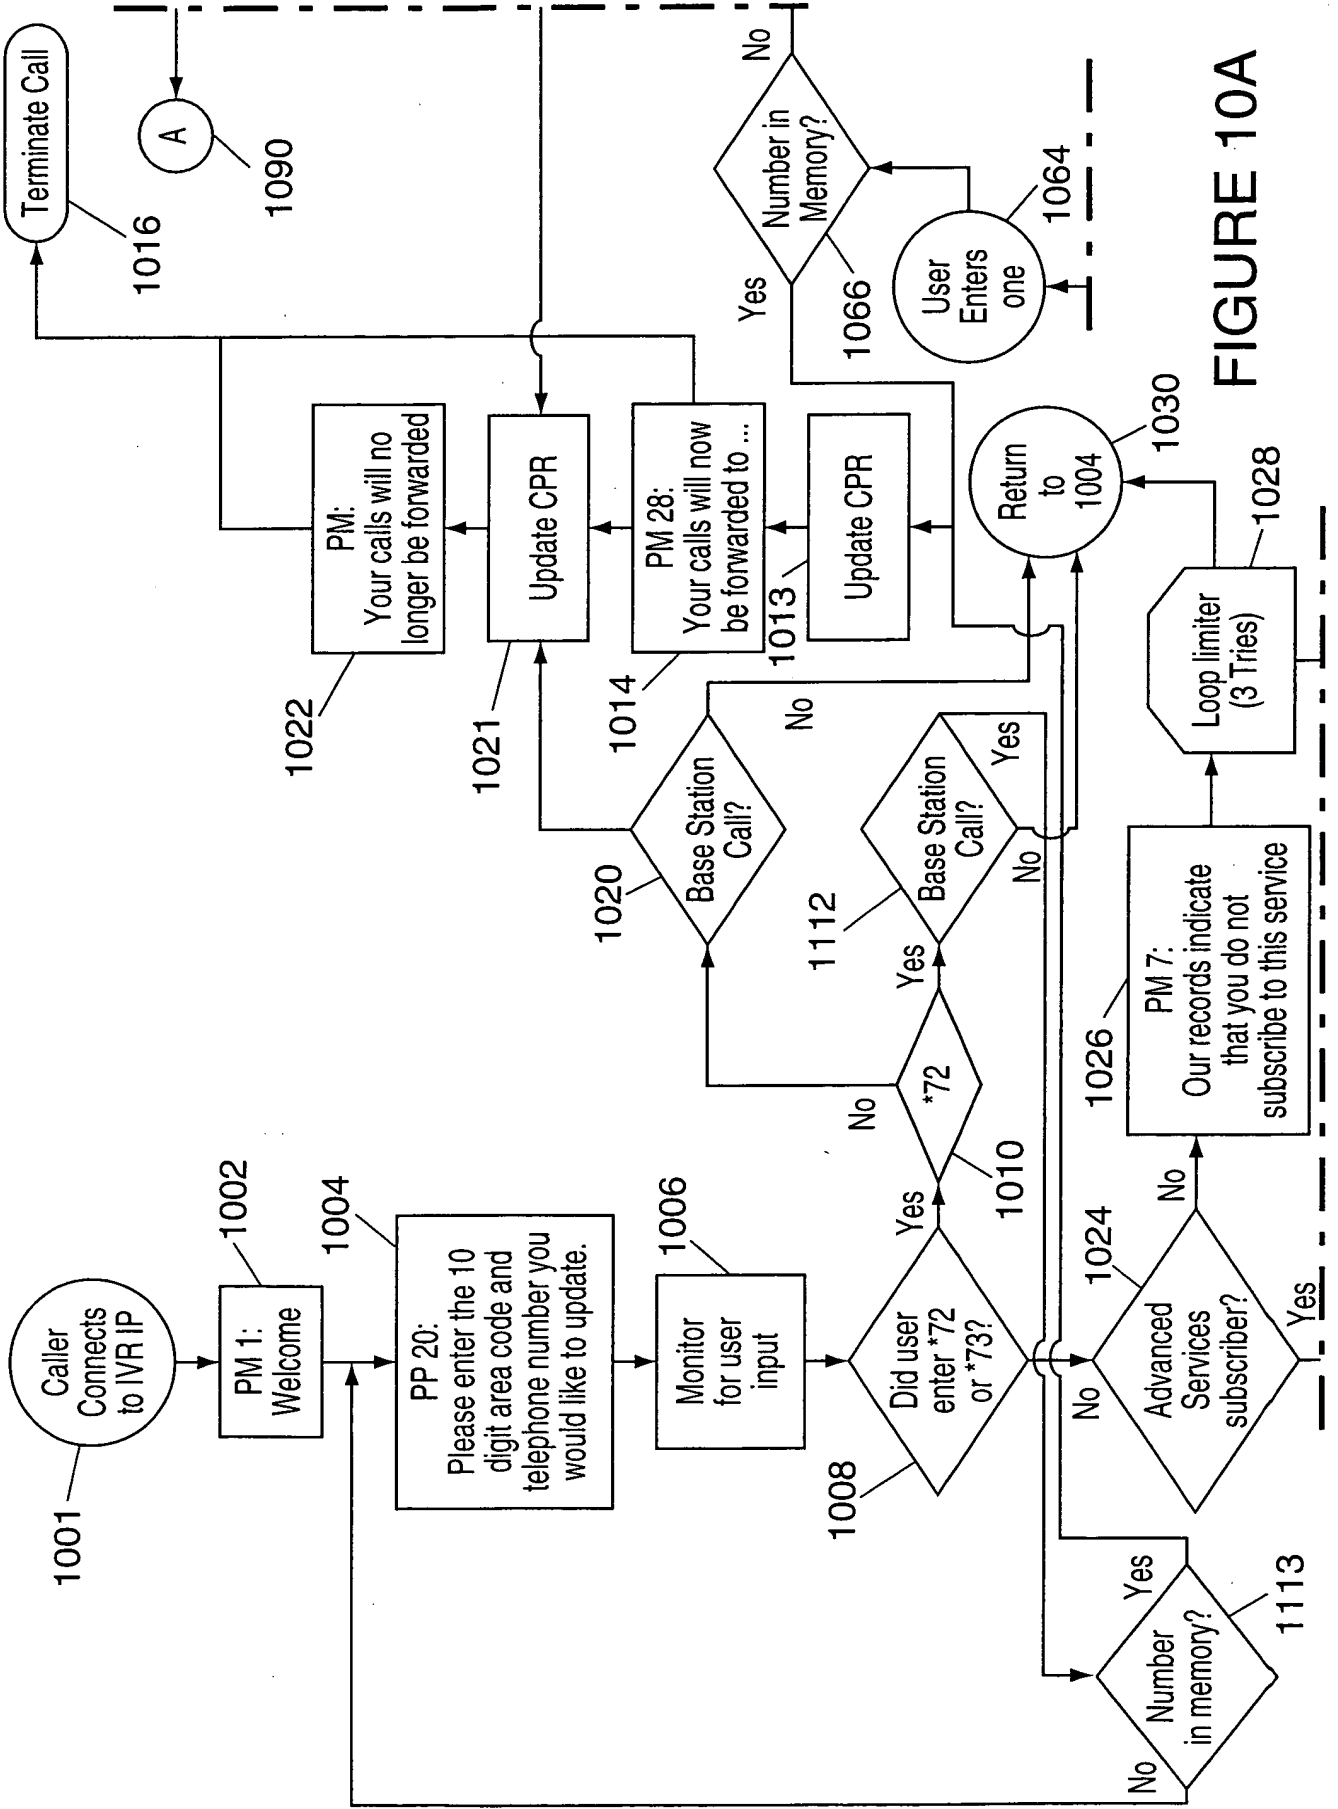 Caller
Connects
to IVR IP
1001
PM 1:
Welcome
1002
PP 20:
Please enter the 10
digit area code and
telephone number you
would like to update.
1004
Monitor
for user
input
1006
Did user
enter *72
or *73?
1008
Yes
No
*72
1010
No
Yes
Base Station
Call?
1020
No
Base Station
Call?
1112
Yes
No
Terminate Call
1016
A
1090
PM:
Your calls will no
longer be forwarded
1022
Update CPR
1021
PM 28:
Your calls will now
be forwarded to ...
1014
Update CPR
1013
Number in
Memory?
1066
No
Yes
User
Enters
one
1064
Return
to
1004
1030
Loop limiter
(3 Tries)
1028
PM 7:
Our records indicate
that you do not
subscribe to this service
1026
Advanced
Services
subscriber?
1024
No
Yes
Number
in memory?
1113
Yes
No
FIGURE 10A